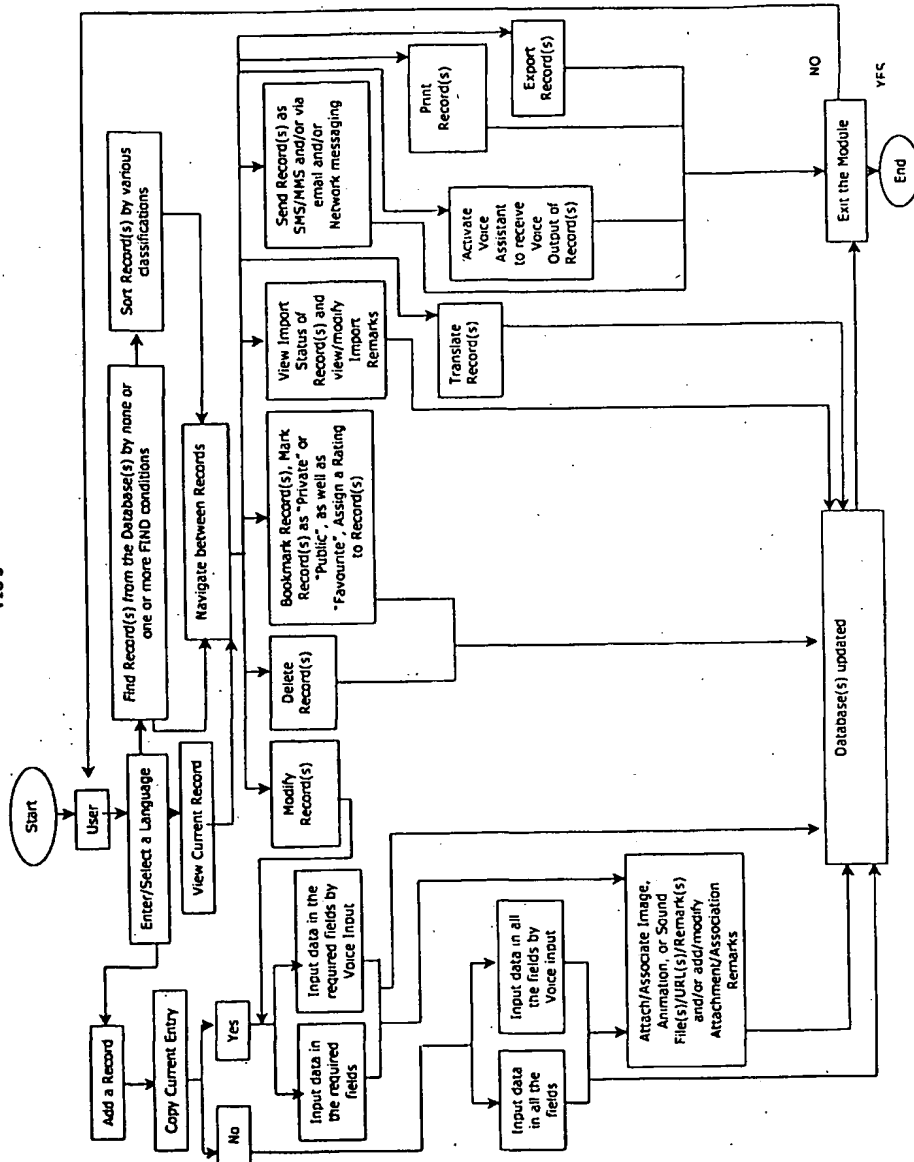 FIG 5
Start
User
Enter/Select a Language
View Current Record
Add a Record
Copy Current Entry
No
Yes
Find Record(s) from the Database(s) by none or
one or more FIND conditions
Sort Record(s) by various
classifications
Navigate between Records
Modify
Record(s)
Delete
Record(s)
Bookmark Record(s), Mark
Record(s) as "Private" or
"Public", as well as
"Favourite", Assign a Rating
to Record(s)
View Import
Status of
Record(s) and
view/modify
Import
Remarks
Send Record(s) as
SMS/MMS and/or via
email and/or
Network messaging
Translate
Record(s)
Activate
Voice
Assistant
to receive
Voice
Output of
Record(s)
Print
Record(s)
Export
Record(s)
Input data in
the required
fields
Input data in the
required fields by
Voice Input
Input data
in all the
fields
Input data in all
the fields by
Voice input
Attach/Associate Image,
Animation, or Sound
File(s)/URL(s)/Remark(s)
and/or add/modify
Attachment/Association
Remarks
Database(s) updated
Exit the Module
NO
YES
End